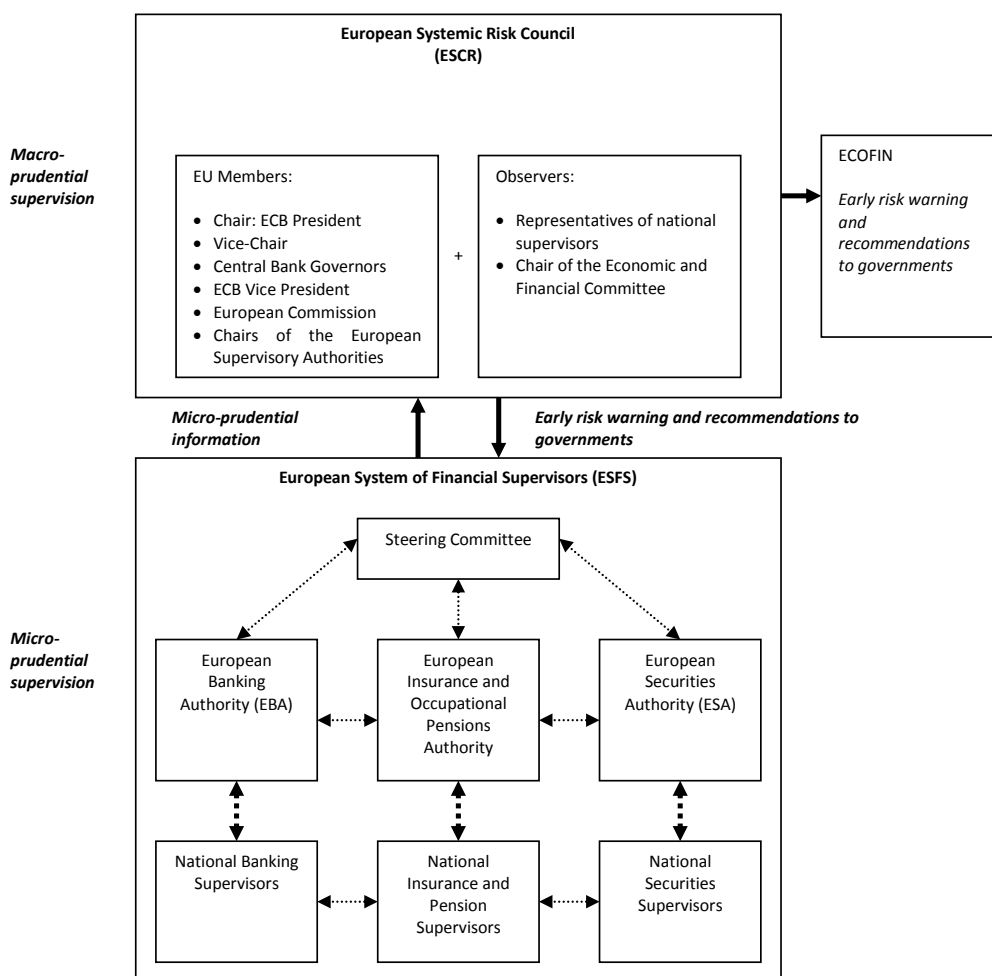 European Systemic Risk Council
(ESCR)
Macro-
prudential
supervision
EU Members:
• Chair: ECB President
• Vice-Chair
• Central Bank Governors
• ECB Vice President
• European Commission
• Chairs of the European
Supervisory Authorities
+
Observers:
• Representatives of national
supervisors
• Chair of the Economic and
Financial Committee
ECOFIN
Early risk warning
and
recommendations
to governments
Micro-prudential
information
Early risk warning and recommendations to
governments
European System of Financial Supervisors (ESFS)
Steering Committee
Micro-
prudential
supervision
European
Banking
Authority (EBA)
European
Insurance and
Occupational
Pensions
Authority
European
Securities
Authority (ESA)
National Banking
Supervisors
National
Insurance and
Pension
Supervisors
National
Securities
Supervisors